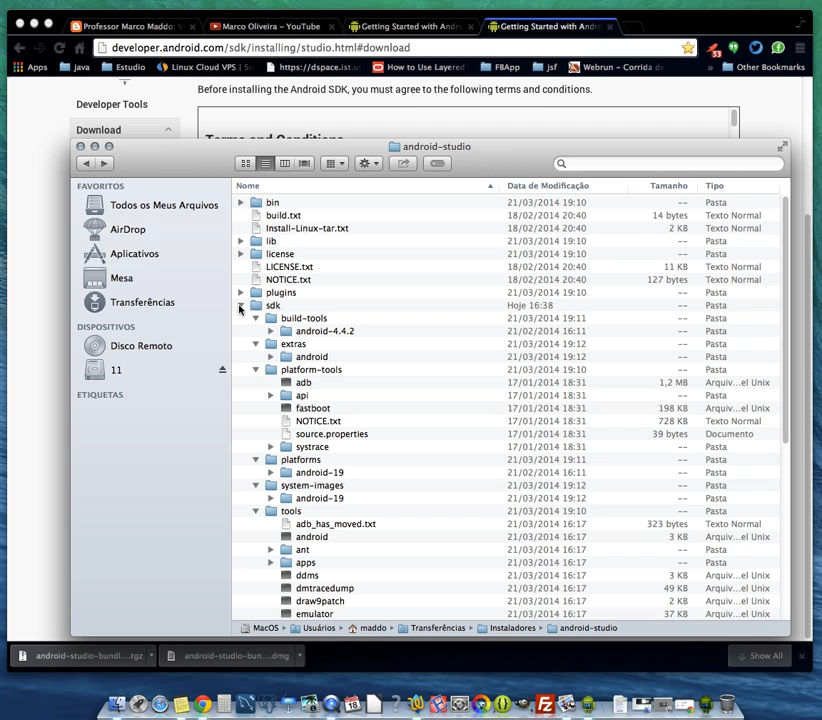 Professor Marco Maddo:
Marco Oliveira - YouTube
Getting Started with Andro
Getting Started with Andro
developer.android.com/sdk/installing/studio.html#download
53
Apps
java
Estudio
Linux Cloud VPS | S
https://dspace.ist.u
How to Use Layered
FBApp
jsf
Webrun - Corrida de
»
Other Bookmarks
Before installing the Android SDK, you must agree to the following terms and conditions.
Developer Tools
Download
Terms and Conditions
android-studio
FAVORITOS
Todos os Meus Arquivos
AirDrop
Aplicativos
Mesa
Transferências
DISPOSITIVOS
Disco Remoto
11
ETIQUETAS
Nome Data de Modificação Tamanho Tipo
bin 21/03/2014 19:10 -- Pasta
build.txt 18/02/2014 20:40 14 bytes Texto Normal
Install-Linux-tar.txt 18/02/2014 20:40 2 KB Texto Normal
lib 21/03/2014 19:10 -- Pasta
license 21/03/2014 19:10 -- Pasta
LICENSE.txt 18/02/2014 20:40 11 KB Texto Normal
NOTICE.txt 18/02/2014 20:40 127 bytes Texto Normal
plugins 21/03/2014 19:10 -- Pasta
sdk Hoje 16:38 -- Pasta
build-tools 21/03/2014 19:11 -- Pasta
android-4.4.2 21/02/2014 16:11 -- Pasta
extras 21/03/2014 19:12 -- Pasta
android 21/03/2014 19:12 -- Pasta
platform-tools 21/03/2014 19:10 -- Pasta
adb 17/01/2014 18:31 1,2 MB Arquiv...el Unix
api 17/01/2014 18:31 -- Pasta
fastboot 17/01/2014 18:31 198 KB Arquiv...el Unix
NOTICE.txt 17/01/2014 18:31 728 KB Texto Normal
source.properties 17/01/2014 18:31 39 bytes Documento
systrace 17/01/2014 18:31 -- Pasta
platforms 21/03/2014 19:11 -- Pasta
android-19 21/02/2014 16:11 -- Pasta
system-images 21/03/2014 19:12 -- Pasta
android-19 21/03/2014 19:12 -- Pasta
tools 21/03/2014 19:10 -- Pasta
adb_has_moved.txt 21/03/2014 16:17 323 bytes Texto Normal
android 21/03/2014 16:17 3 KB Arquiv...el Unix
ant 21/03/2014 16:17 -- Pasta
apps 21/03/2014 16:17 -- Pasta
ddms 21/03/2014 16:17 3 KB Arquiv...el Unix
dmtracedump 21/03/2014 16:17 49 KB Arquiv...el Unix
draw9patch 21/03/2014 16:17 2 KB Arquiv...el Unix
emulator 21/03/2014 16:17 37 KB Arquiv...el Unix
MacOS Usuários maddo Transferências Instaladores android-studio
android-studio-bundl....tgz
android-studio-bun....dmg
Show All
18